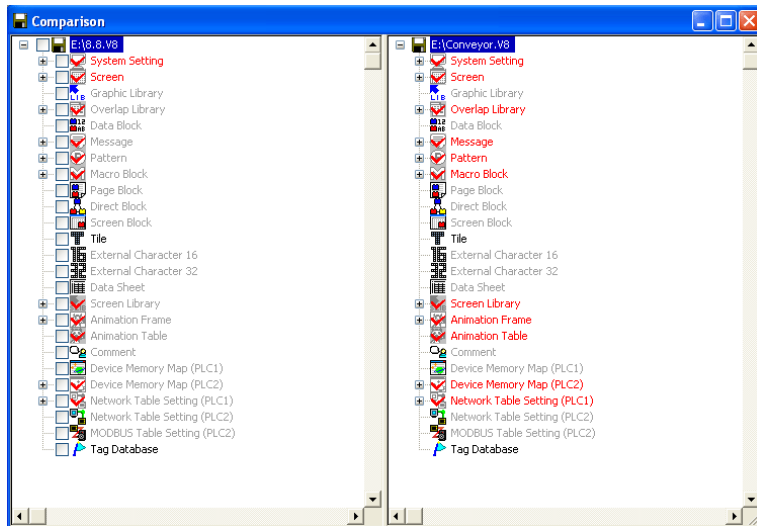 Comparison
E:\8.8.V8
System Setting
Screen
Graphic Library
Overlap Library
Data Block
Message
Pattern
Macro Block
Page Block
Direct Block
Screen Block
Tile
External Character 16
External Character 32
Data Sheet
Screen Library
Animation Frame
Animation Table
Comment
Device Memory Map (PLC1)
Device Memory Map (PLC2)
Network Table Setting (PLC1)
Network Table Setting (PLC2)
MODBUS Table Setting (PLC2)
Tag Database
E:\Conveyor.V8
System Setting
Screen
Graphic Library
Overlap Library
Data Block
Message
Pattern
Macro Block
Page Block
Direct Block
Screen Block
Tile
External Character 16
External Character 32
Data Sheet
Screen Library
Animation Frame
Animation Table
Comment
Device Memory Map (PLC1)
Device Memory Map (PLC2)
Network Table Setting (PLC1)
Network Table Setting (PLC2)
MODBUS Table Setting (PLC2)
Tag Database